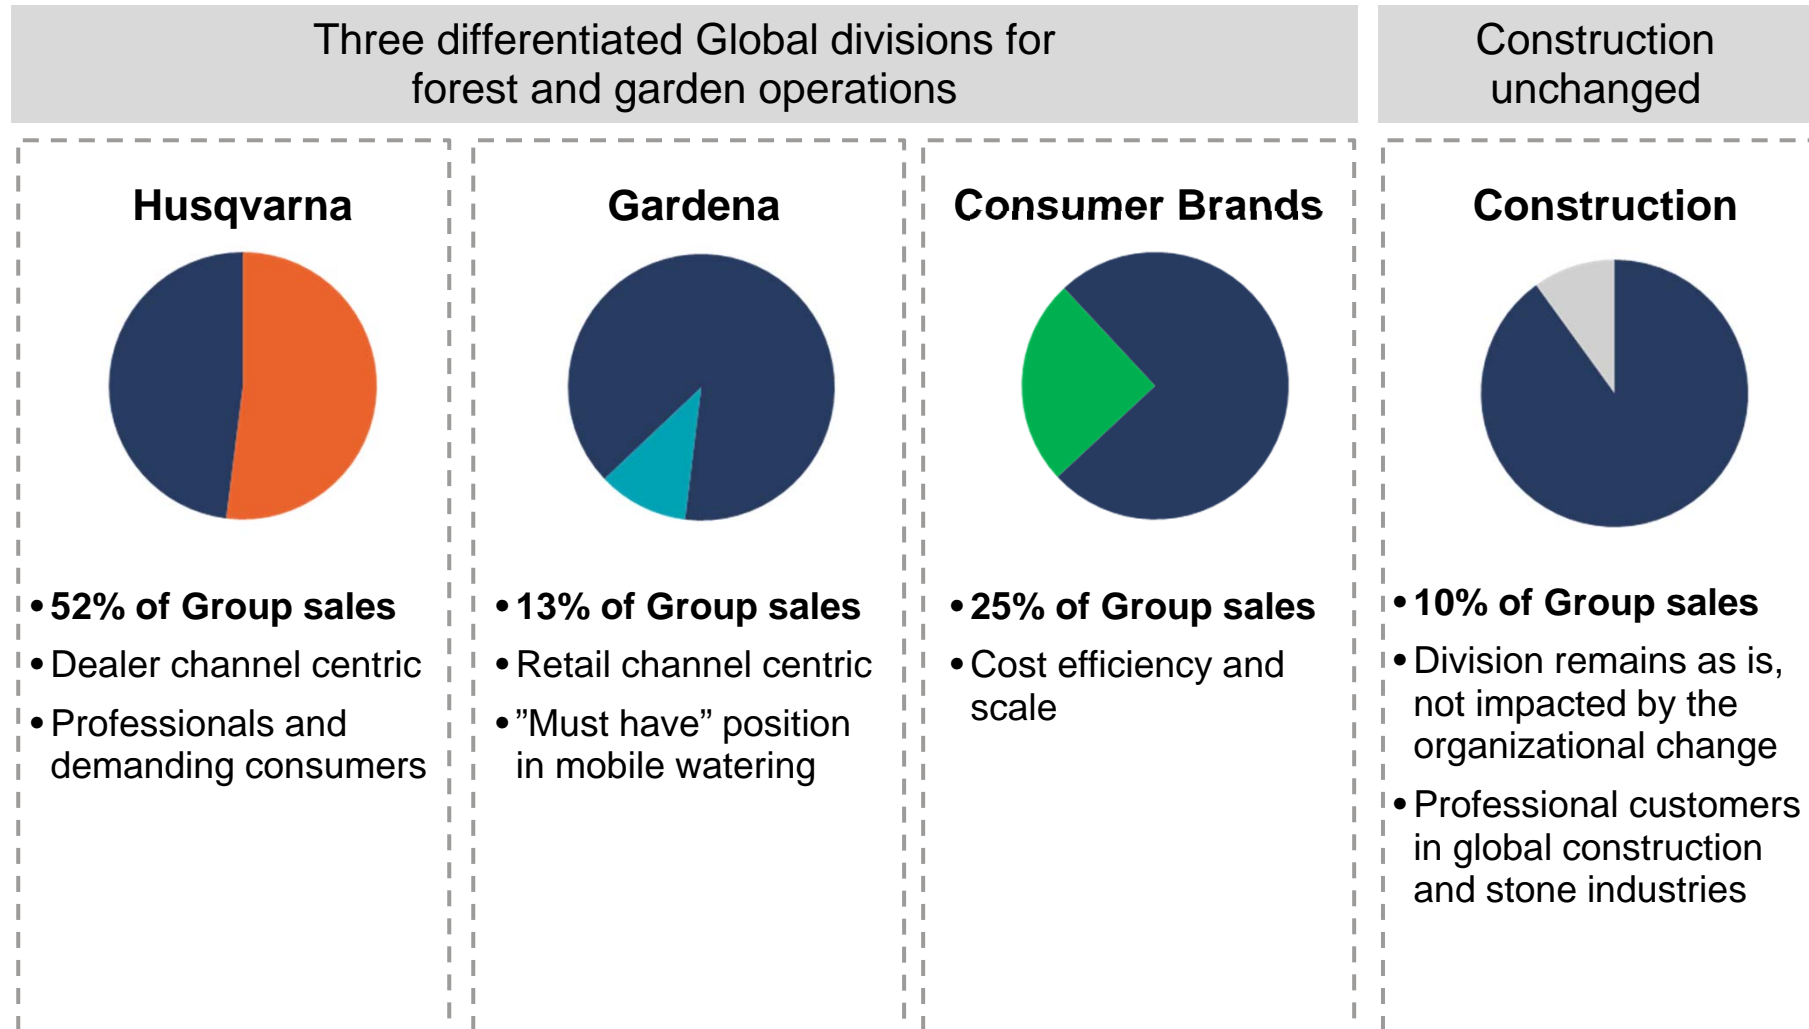 Three differentiated Global divisions for
forest and garden operations
Construction
unchanged
Husqvarna
• 52% of Group sales
• Dealer channel centric
• Professionals and
demanding consumers
Gardena
• 13% of Group sales
• Retail channel centric
• ”Must have” position
in mobile watering
Consumer Brands
• 25% of Group sales
• Cost efficiency and
scale
Construction
• 10% of Group sales
• Division remains as is,
not impacted by the
organizational change
• Professional customers
in global construction
and stone industries